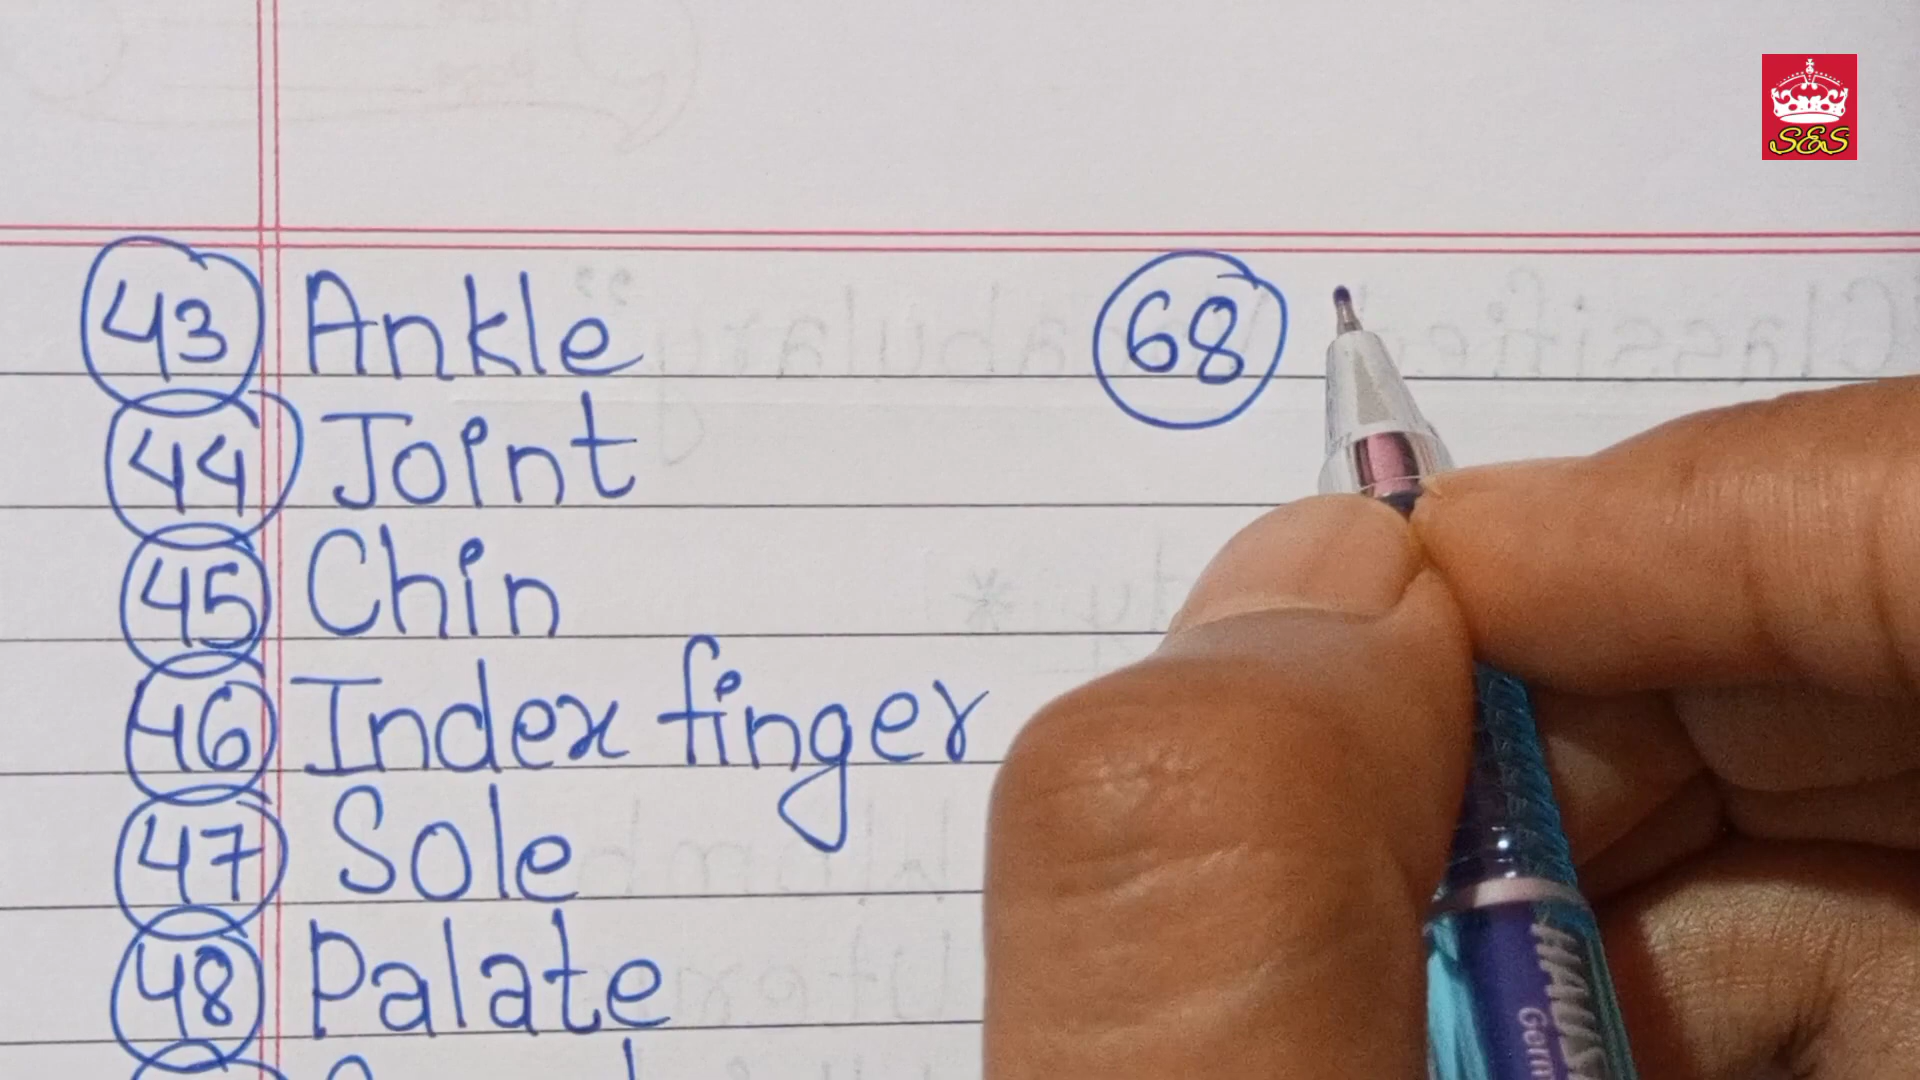 S&S
43 Ankle
68
44 Joint
45 Chin
46 Index finger
47 Sole
48 Palate